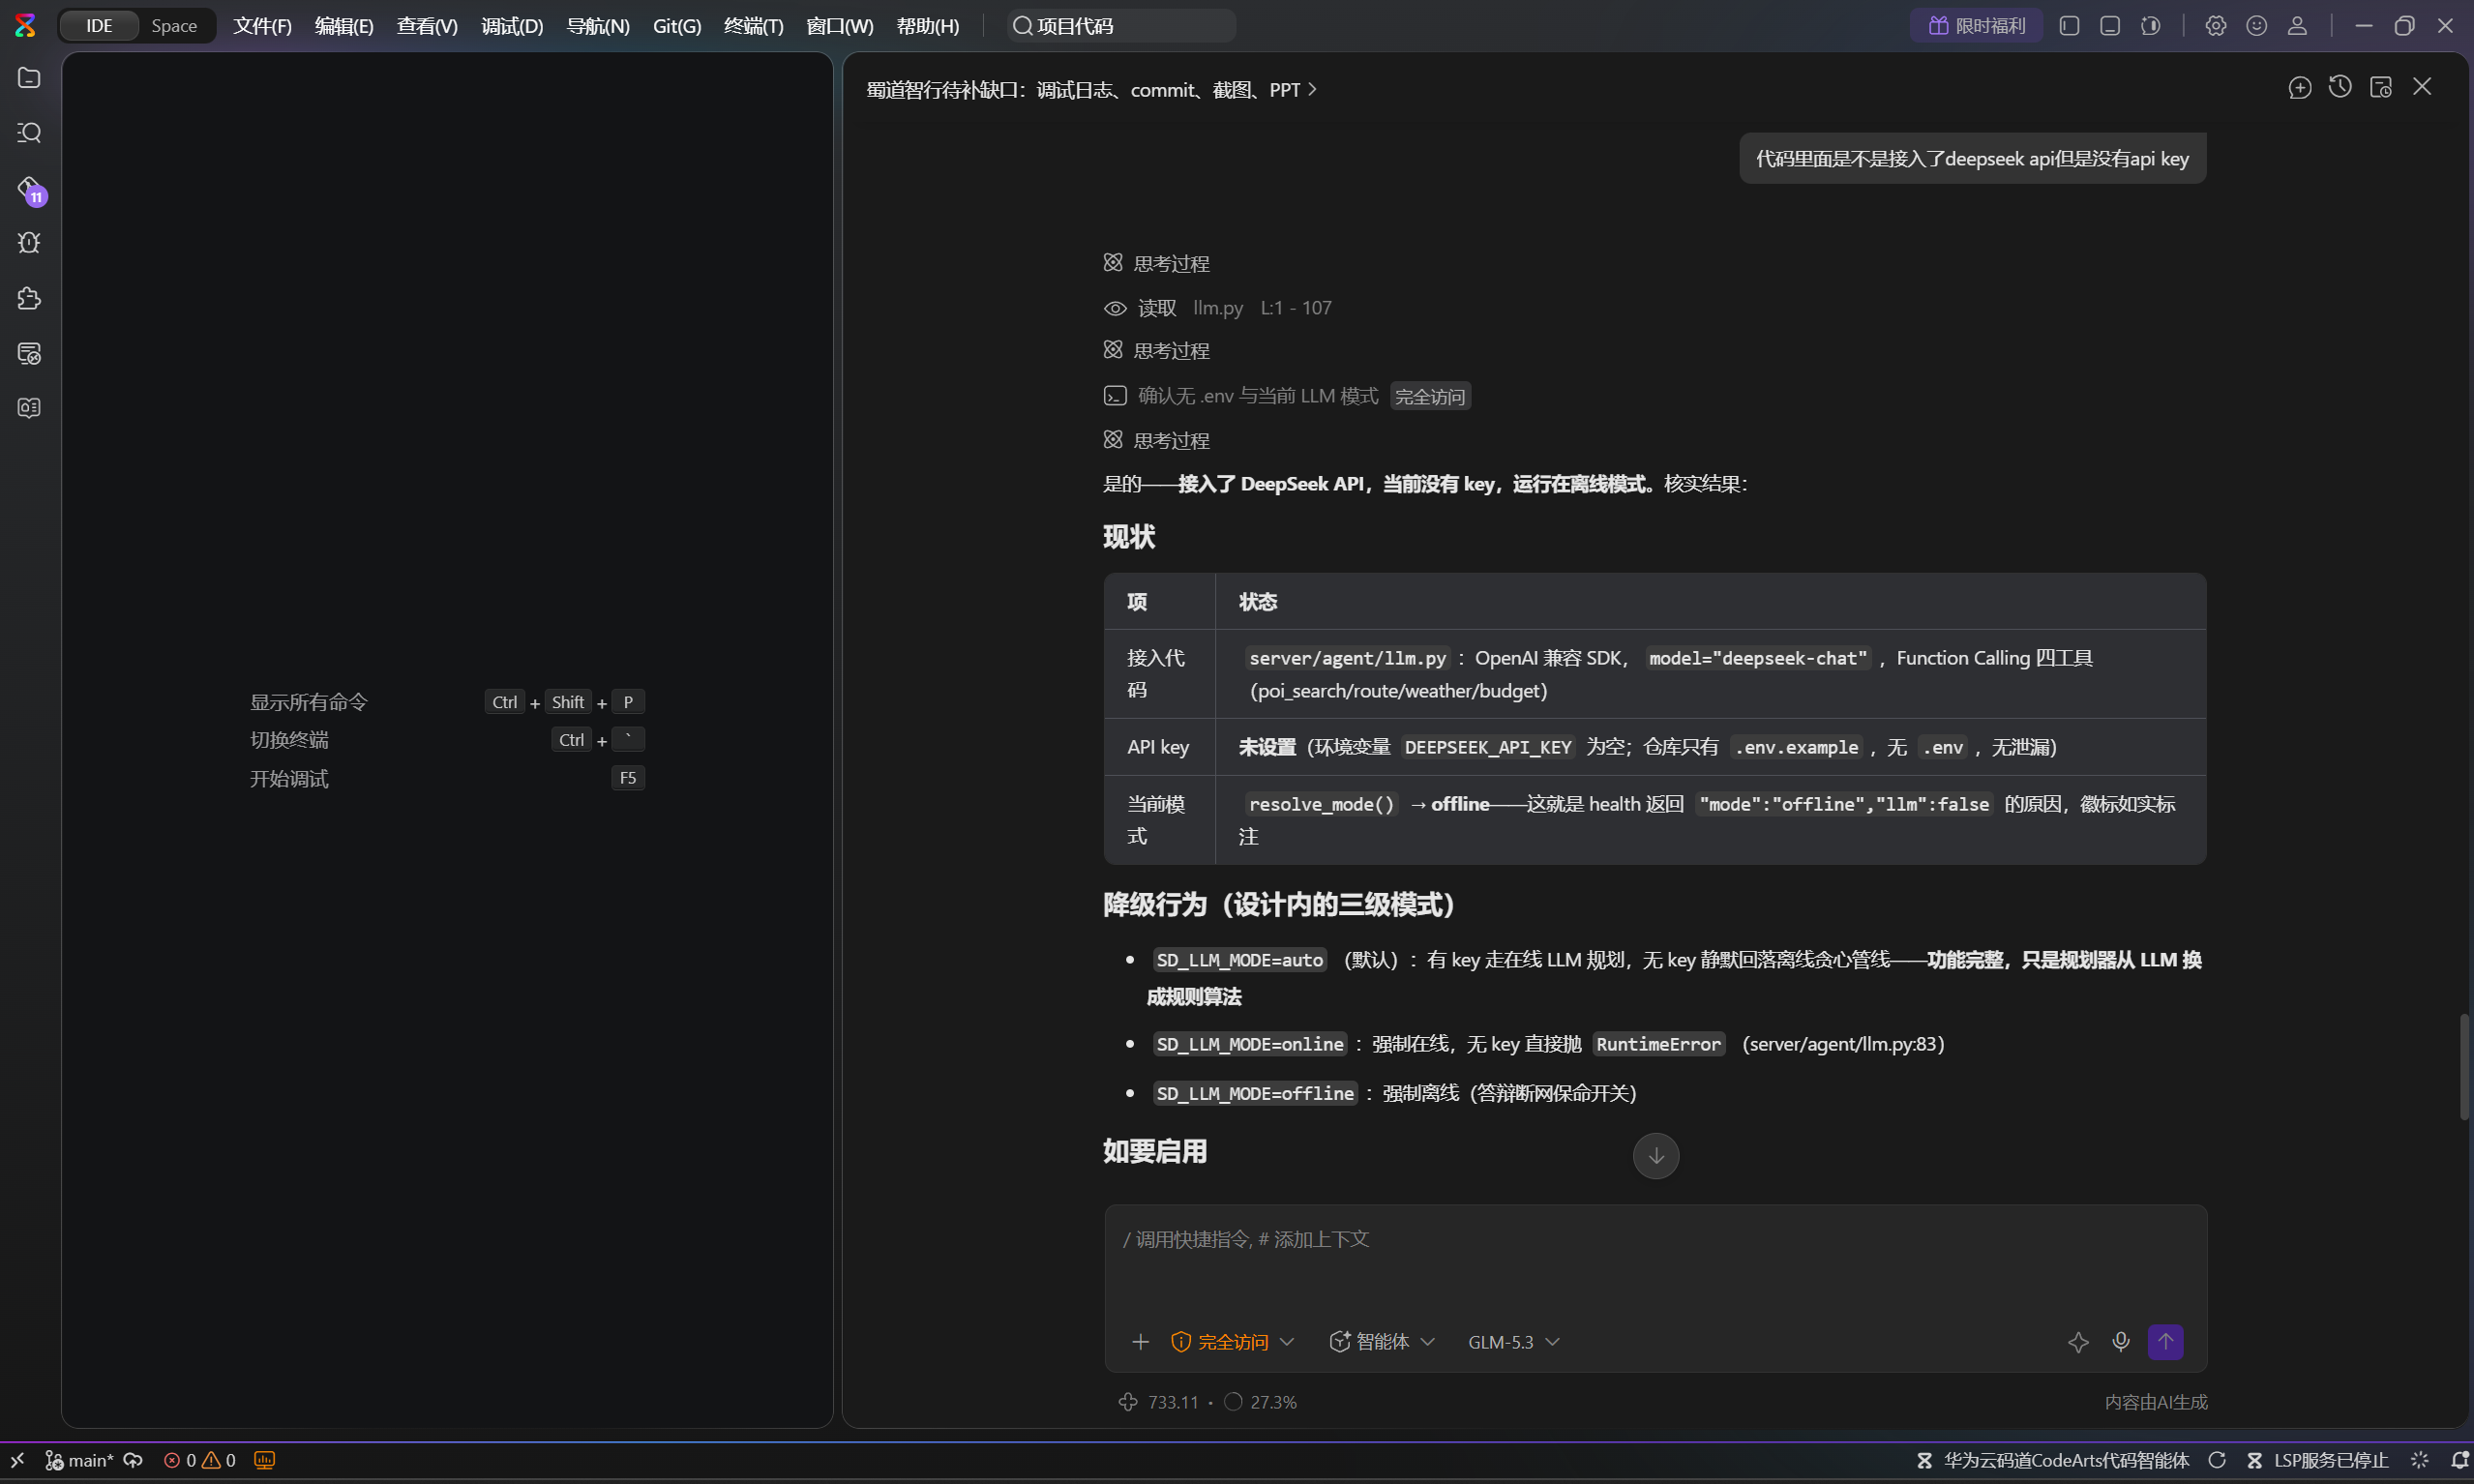 IDE Space 文件(F) 编辑(E) 查看(V) 调试(D) 导航(N) Git(G) 终端(T) 窗口(W) 帮助(H) 项目代码 限时福利
11
显示所有命令 Ctrl + Shift + P
切换终端 Ctrl + `
开始调试 F5
蜀道智行待补缺口：调试日志、commit、截图、PPT
代码里面是不是接入了deepseek api但是没有api key
思考过程
读取 llm.py L:1 - 107
思考过程
确认无 .env 与当前 LLM 模式 完全访问
思考过程
是的——接入了 DeepSeek API，当前没有 key，运行在离线模式。核实结果：
现状
项 状态
接入代码 server/agent/llm.py ：OpenAI 兼容 SDK， model="deepseek-chat" ，Function Calling 四工具
（poi_search/route/weather/budget）
API key 未设置（环境变量 DEEPSEEK_API_KEY 为空；仓库只有 .env.example ，无 .env ，无泄漏）
当前模式 resolve_mode() → offline——这就是 health 返回 "mode":"offline","llm":false 的原因，徽标如实标
注
降级行为（设计内的三级模式）
• SD_LLM_MODE=auto （默认）：有 key 走在线 LLM 规划，无 key 静默回落离线贪心管线——功能完整，只是规划器从 LLM 换
成规则算法
• SD_LLM_MODE=online ：强制在线，无 key 直接抛 RuntimeError （server/agent/llm.py:83）
• SD_LLM_MODE=offline ：强制离线（答辩断网保命开关）
如要启用
/ 调用快捷指令, # 添加上下文
完全访问 智能体 GLM-5.3
733.11 • 27.3% 内容由AI生成
main* 0 0 华为云码道CodeArts代码智能体 LSP服务已停止